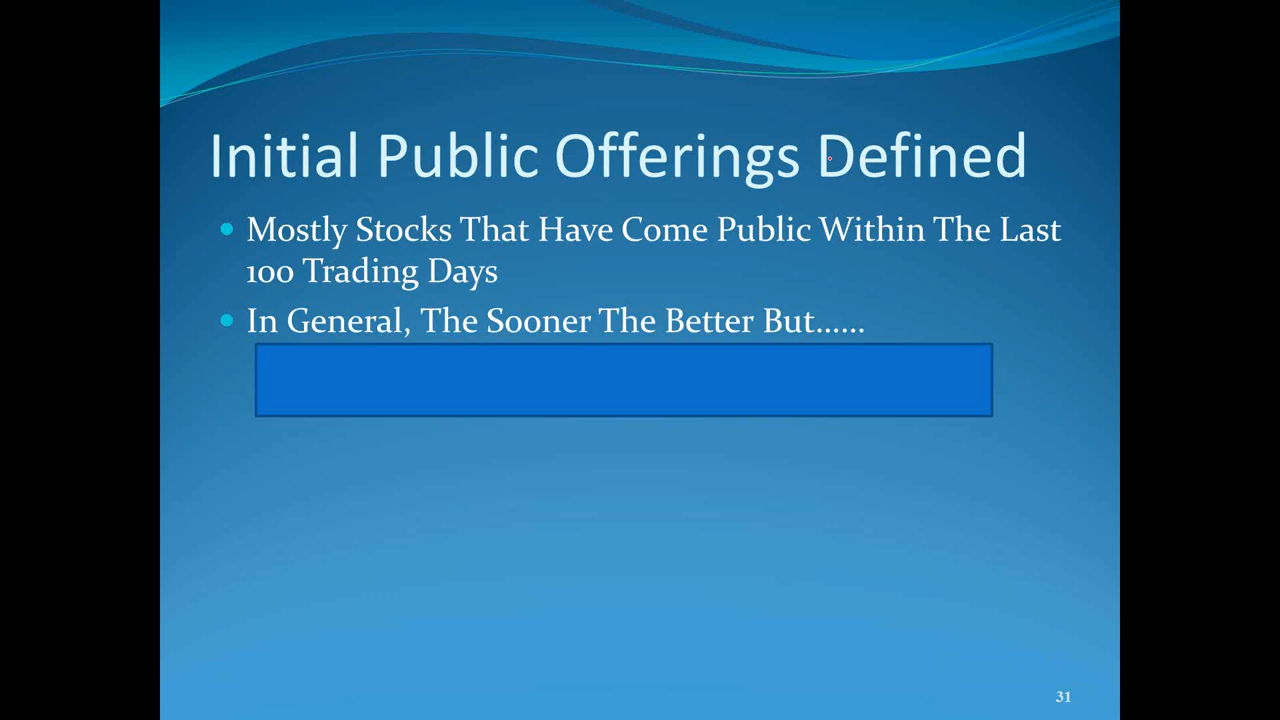 Initial Public Offerings Defined
Mostly Stocks That Have Come Public Within The Last
100 Trading Days
In General, The Sooner The Better But......
31